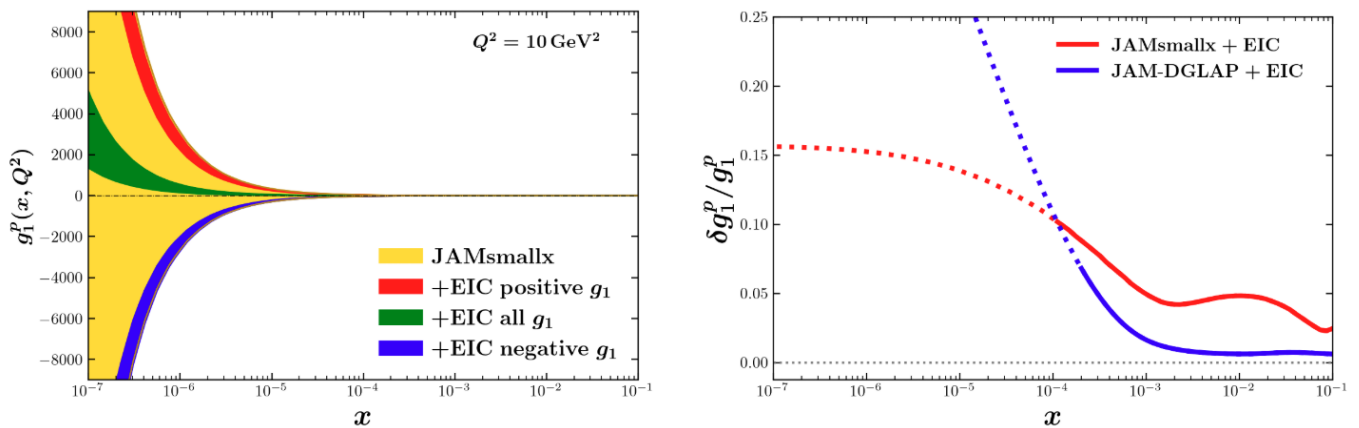 8000
6000
4000
2000
0
−2000
−4000
−6000
−8000
g₁ᵖ(x, Q²)
Q² = 10 GeV²
JAMsmallx
+EIC positive g₁
+EIC all g₁
+EIC negative g₁
10⁻⁷ 10⁻⁶ 10⁻⁵ 10⁻⁴ 10⁻³ 10⁻² 10⁻¹
x
0.25
0.20
0.15
0.10
0.05
0.00
δg₁ᵖ/g₁ᵖ
JAMsmallx + EIC
JAM-DGLAP + EIC
10⁻⁷ 10⁻⁶ 10⁻⁵ 10⁻⁴ 10⁻³ 10⁻² 10⁻¹
x